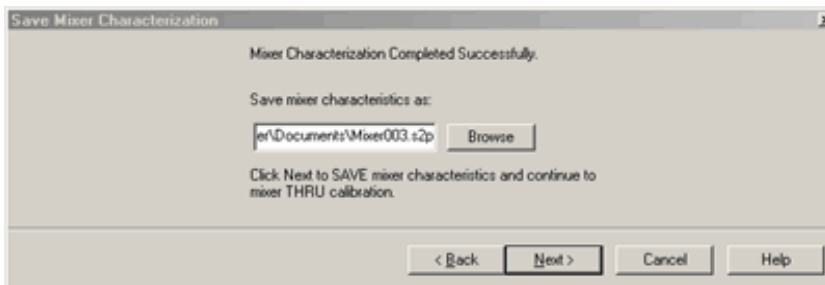 Save Mixer Characterization
Mixer Characterization Completed Successfully.
Save mixer characteristics as:
er\Documents\Mixer003.s2p Browse
Click Next to SAVE mixer characteristics and continue to
mixer THRU calibration.
< Back Next > Cancel Help